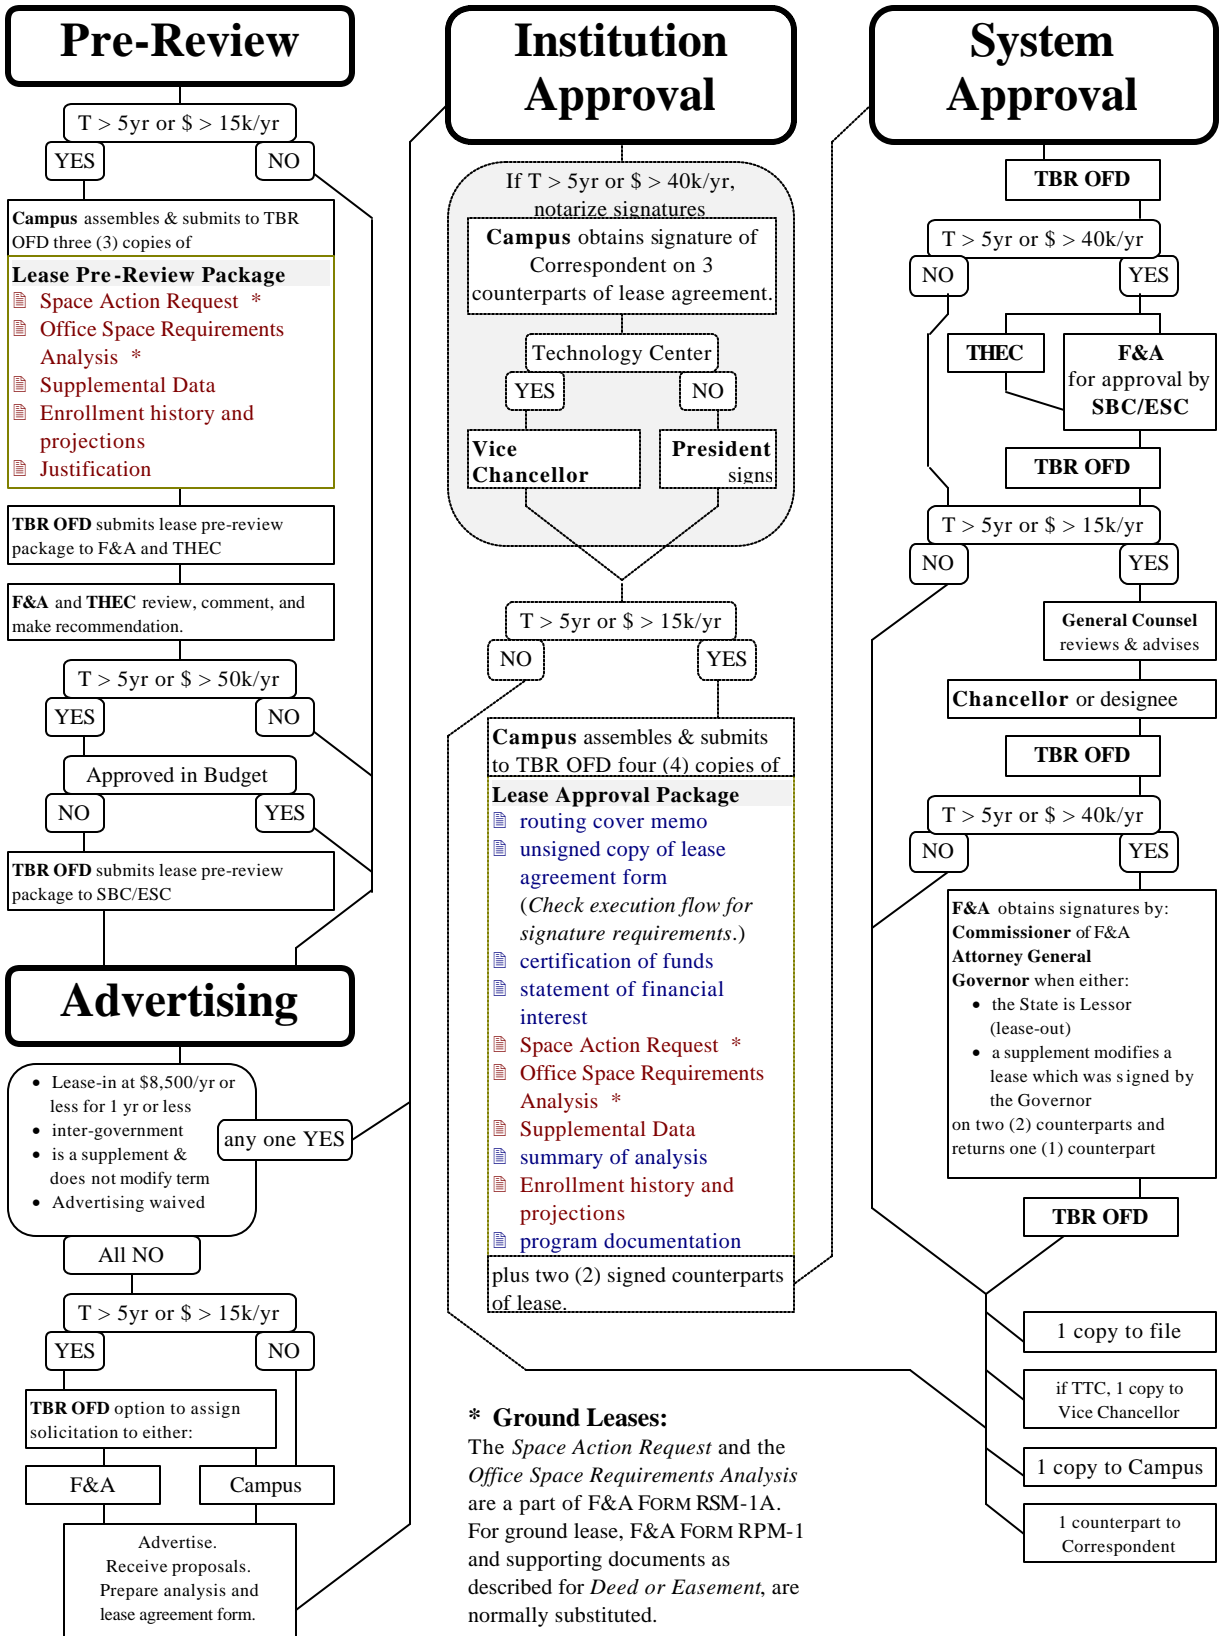 Pre-Review
T > 5yr or $ > 15k/yr
YES
NO
Campus assembles & submits to TBR
OFD three (3) copies of
Lease Pre-Review Package
Space Action Request *
Office Space Requirements
Analysis *
Supplemental Data
Enrollment history and
projections
Justification
TBR OFD submits lease pre-review
package to F&A and THEC
F&A and THEC review, comment, and
make recommendation.
T > 5yr or $ > 50k/yr
YES
NO
Approved in Budget
NO
YES
TBR OFD submits lease pre-review
package to SBC/ESC
Advertising
• Lease-in at $8,500/yr or
less for 1 yr or less
• inter-government
• is a supplement &
does not modify term
• Advertising waived
any one YES
All NO
T > 5yr or $ > 15k/yr
YES
NO
TBR OFD option to assign
solicitation to either:
F&A
Campus
Advertise.
Receive proposals.
Prepare analysis and
lease agreement form.
Institution
Approval
If T > 5yr or $ > 40k/yr,
notarize signatures
Campus obtains signature of
Correspondent on 3
counterparts of lease agreement.
Technology Center
YES
NO
Vice
Chancellor
President
signs
T > 5yr or $ > 15k/yr
NO
YES
Campus assembles & submits
to TBR OFD four (4) copies of
Lease Approval Package
routing cover memo
unsigned copy of lease
agreement form
(Check execution flow for
signature requirements.)
certification of funds
statement of financial
interest
Space Action Request *
Office Space Requirements
Analysis *
Supplemental Data
summary of analysis
Enrollment history and
projections
program documentation
plus two (2) signed counterparts
of lease.
* Ground Leases:
The Space Action Request and the
Office Space Requirements Analysis
are a part of F&A FORM RSM-1A.
For ground lease, F&A FORM RPM-1
and supporting documents as
described for Deed or Easement, are
normally substituted.
System
Approval
TBR OFD
T > 5yr or $ > 40k/yr
NO
YES
THEC
F&A
for approval by
SBC/ESC
TBR OFD
T > 5yr or $ > 15k/yr
NO
YES
General Counsel
reviews & advises
Chancellor or designee
TBR OFD
T > 5yr or $ > 40k/yr
NO
YES
F&A obtains signatures by:
Commissioner of F&A
Attorney General
Governor when either:
• the State is Lessor
(lease-out)
• a supplement modifies a
lease which was signed by
the Governor
on two (2) counterparts and
returns one (1) counterpart
TBR OFD
1 copy to file
if TTC, 1 copy to
Vice Chancellor
1 copy to Campus
1 counterpart to
Correspondent